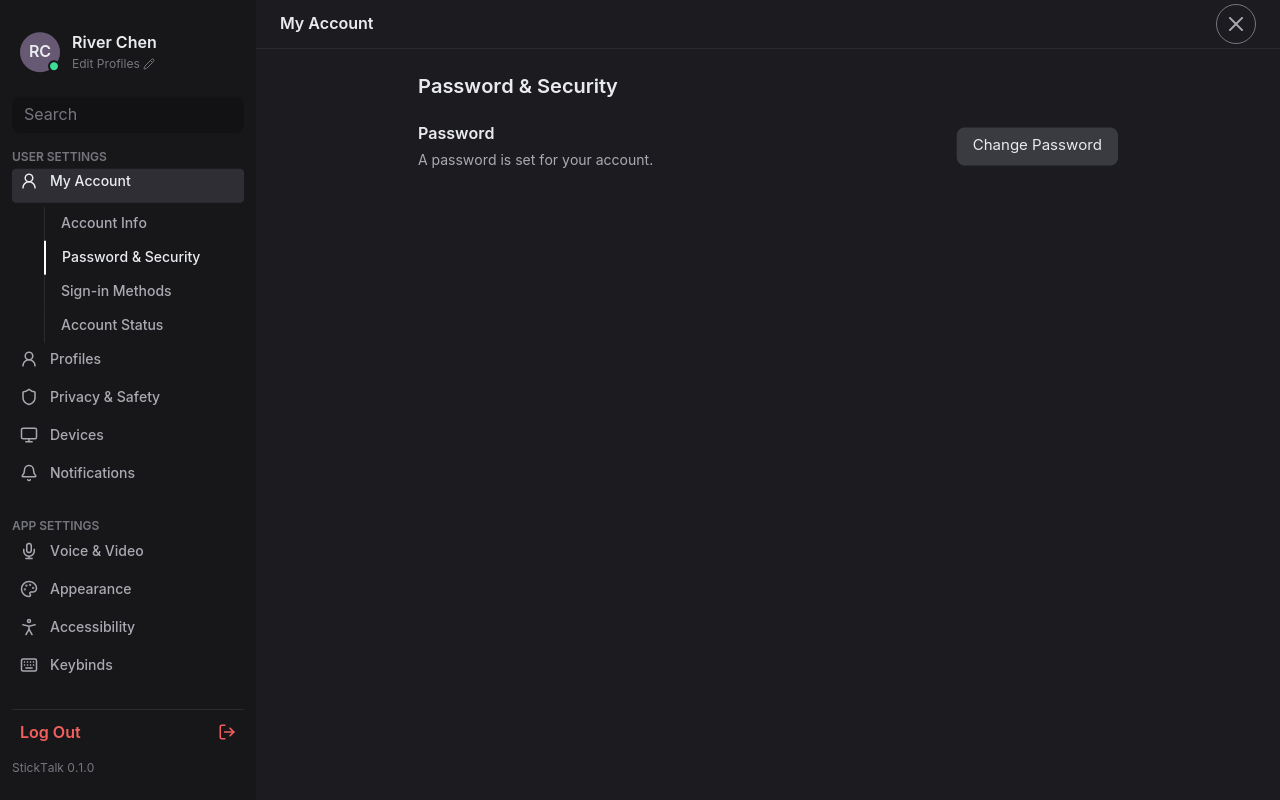 RC
River Chen
Edit Profiles
Search
USER SETTINGS
My Account
Account Info
Password & Security
Sign-in Methods
Account Status
Profiles
Privacy & Safety
Devices
Notifications
APP SETTINGS
Voice & Video
Appearance
Accessibility
Keybinds
Log Out
StickTalk 0.1.0
My Account
Password & Security
Password
A password is set for your account.
Change Password